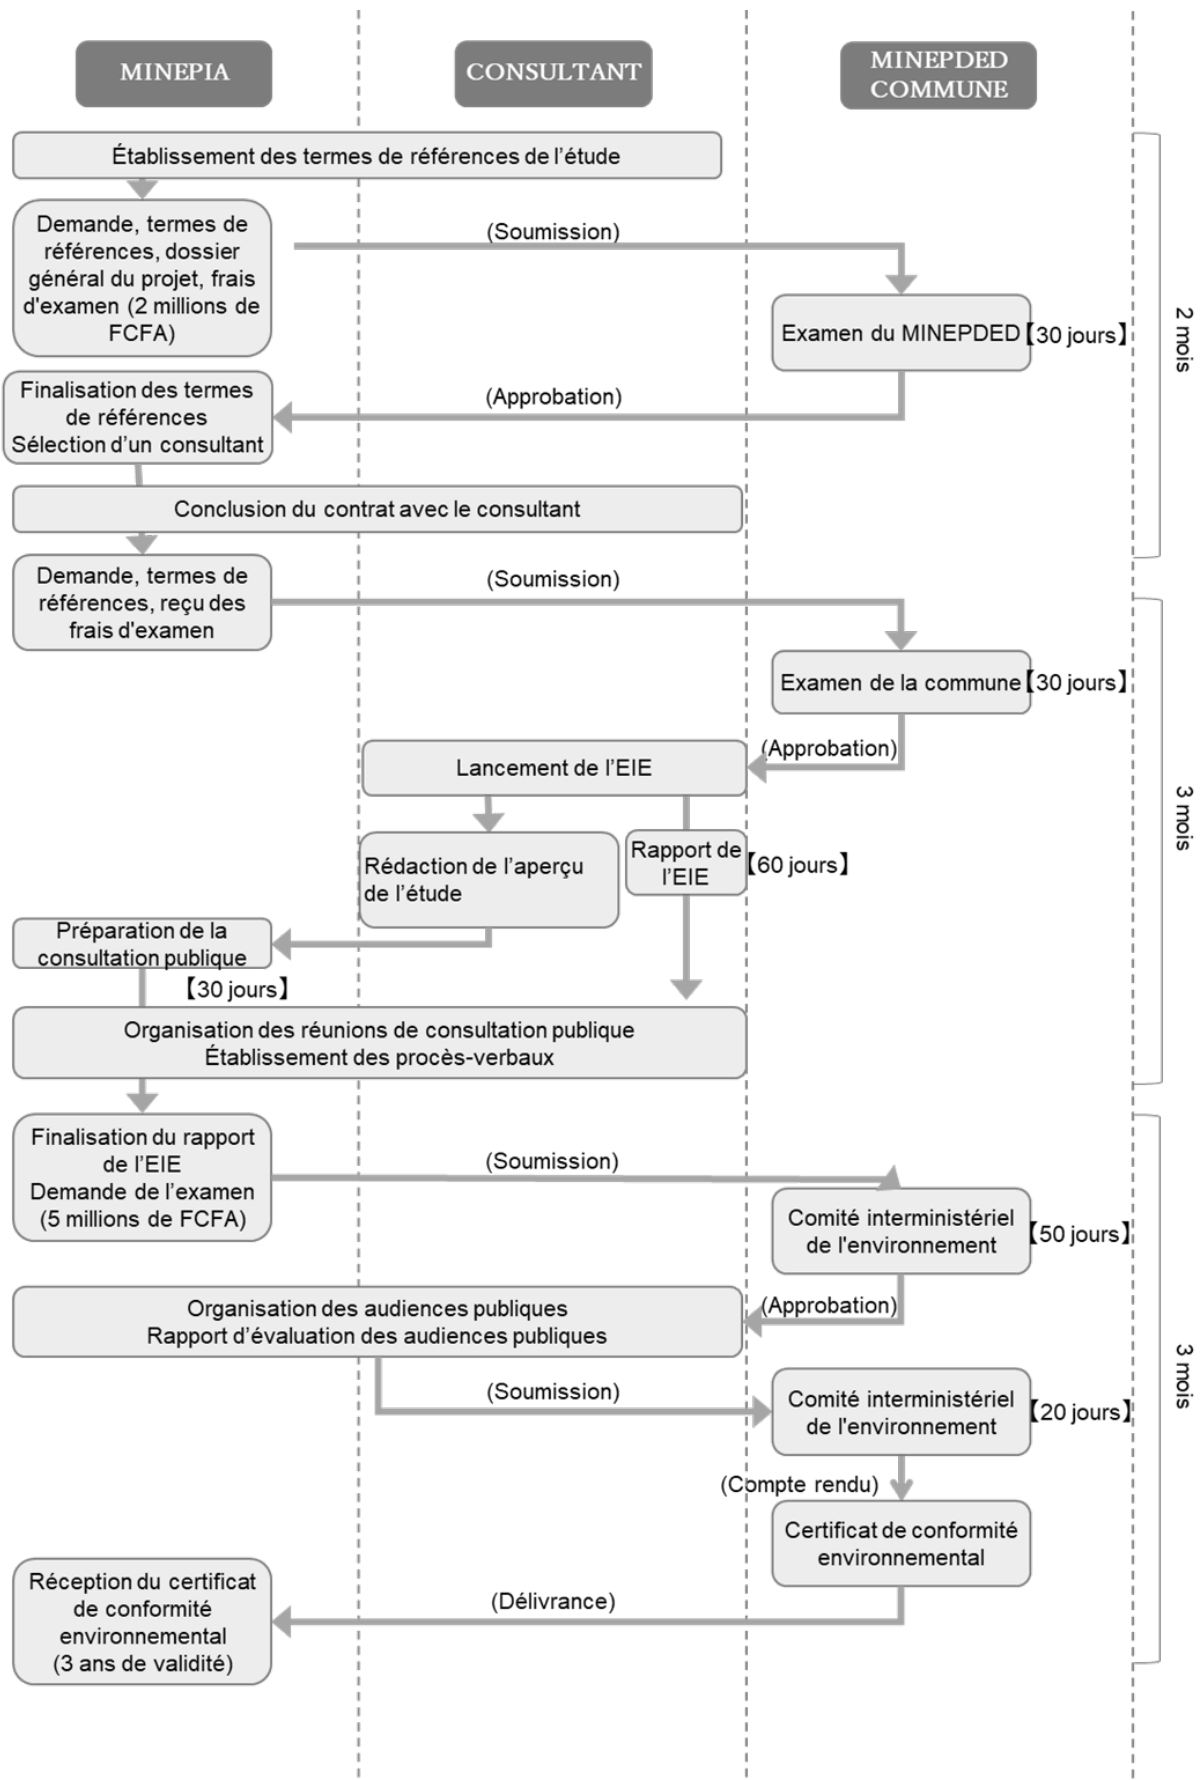 MINEPIA
CONSULTANT
MINEPDED
COMMUNE
Établissement des termes de références de l’étude
Demande, termes de
références, dossier
général du projet, frais
d'examen (2 millions de
FCFA)
(Soumission)
Examen du MINEPDED
【30 jours】
2 mois
(Approbation)
Finalisation des termes
de références
Sélection d’un consultant
Conclusion du contrat avec le consultant
Demande, termes de
références, reçu des
frais d'examen
(Soumission)
Examen de la commune
【30 jours】
(Approbation)
Lancement de l’EIE
3 mois
Rédaction de l’aperçu
de l’étude
Rapport de
l’EIE
【60 jours】
Préparation de la
consultation publique
【30 jours】
Organisation des réunions de consultation publique
Établissement des procès-verbaux
Finalisation du rapport
de l’EIE
Demande de l’examen
(5 millions de FCFA)
(Soumission)
Comité interministériel
de l'environnement
【50 jours】
(Approbation)
Organisation des audiences publiques
Rapport d’évaluation des audiences publiques
3 mois
(Soumission)
Comité interministériel
de l'environnement
【20 jours】
(Compte rendu)
Certificat de conformité
environnemental
(Délivrance)
Réception du certificat
de conformité
environnemental
(3 ans de validité)